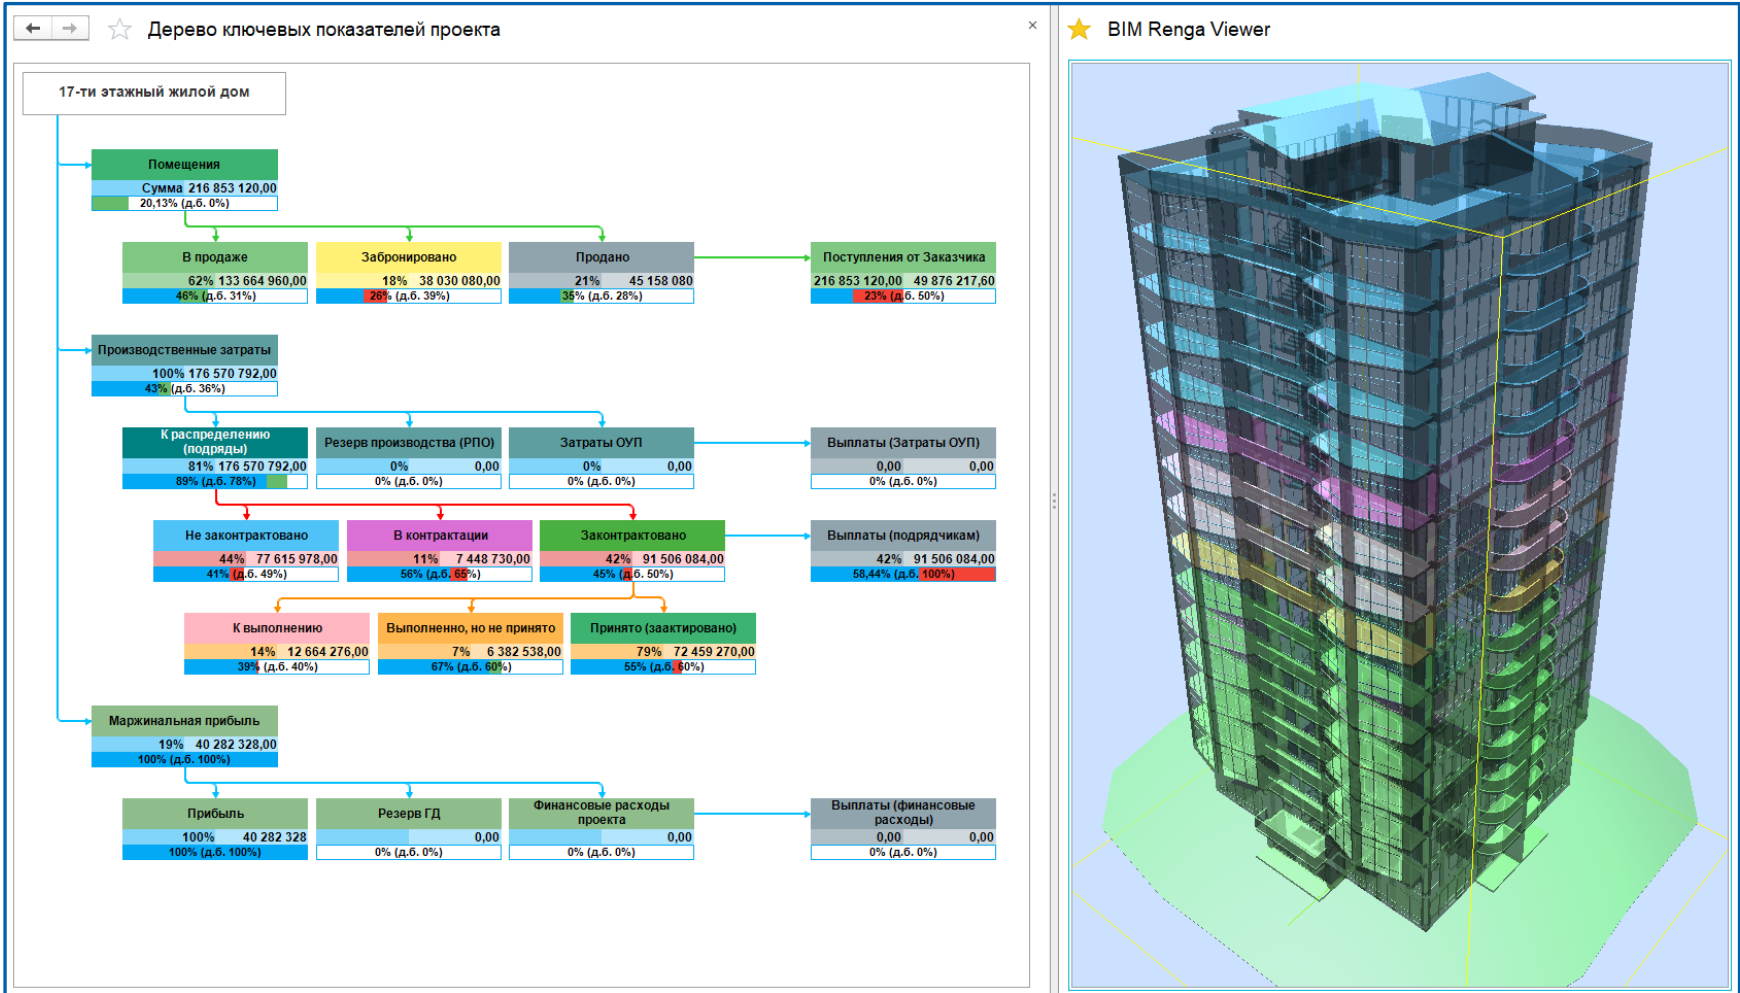 Дерево ключевых показателей проекта
×
BIM Renga Viewer
17-ти этажный жилой дом
Помещения
Сумма 216 853 120,00
20,13% (д.б. 0%)
В продаже
62% 133 664 960,00
46% (д.б. 31%)
Забронировано
18% 38 030 080,00
26% (д.б. 39%)
Продано
21% 45 158 080
35% (д.б. 28%)
Поступления от Заказчика
216 853 120,00 49 876 217,60
23% (д.б. 50%)
Производственные затраты
100% 176 570 792,00
43% (д.б. 36%)
К распределению
(подряды)
81% 176 570 792,00
89% (д.б. 78%)
Резерв производства (РПО)
0% 0,00
0% (д.б. 0%)
Затраты ОУП
0% 0,00
0% (д.б. 0%)
Выплаты (Затраты ОУП)
0,00 0,00
0% (д.б. 0%)
Не законтрактовано
44% 77 615 978,00
41% (д.б. 49%)
В контрактации
11% 7 448 730,00
56% (д.б. 65%)
Законтрактовано
42% 91 506 084,00
45% (д.б. 50%)
Выплаты (подрядчикам)
42% 91 506 084,00
58,44% (д.б. 100%)
К выполнению
14% 12 664 276,00
39% (д.б. 40%)
Выполненно, но не принято
7% 6 382 538,00
67% (д.б. 60%)
Принято (заактировано)
79% 72 459 270,00
55% (д.б. 60%)
Маржинальная прибыль
19% 40 282 328,00
100% (д.б. 100%)
Прибыль
100% 40 282 328
100% (д.б. 100%)
Резерв ГД
0,00
0% (д.б. 0%)
Финансовые расходы
проекта
0,00
0% (д.б. 0%)
Выплаты (финансовые
расходы)
0,00 0,00
0% (д.б. 0%)